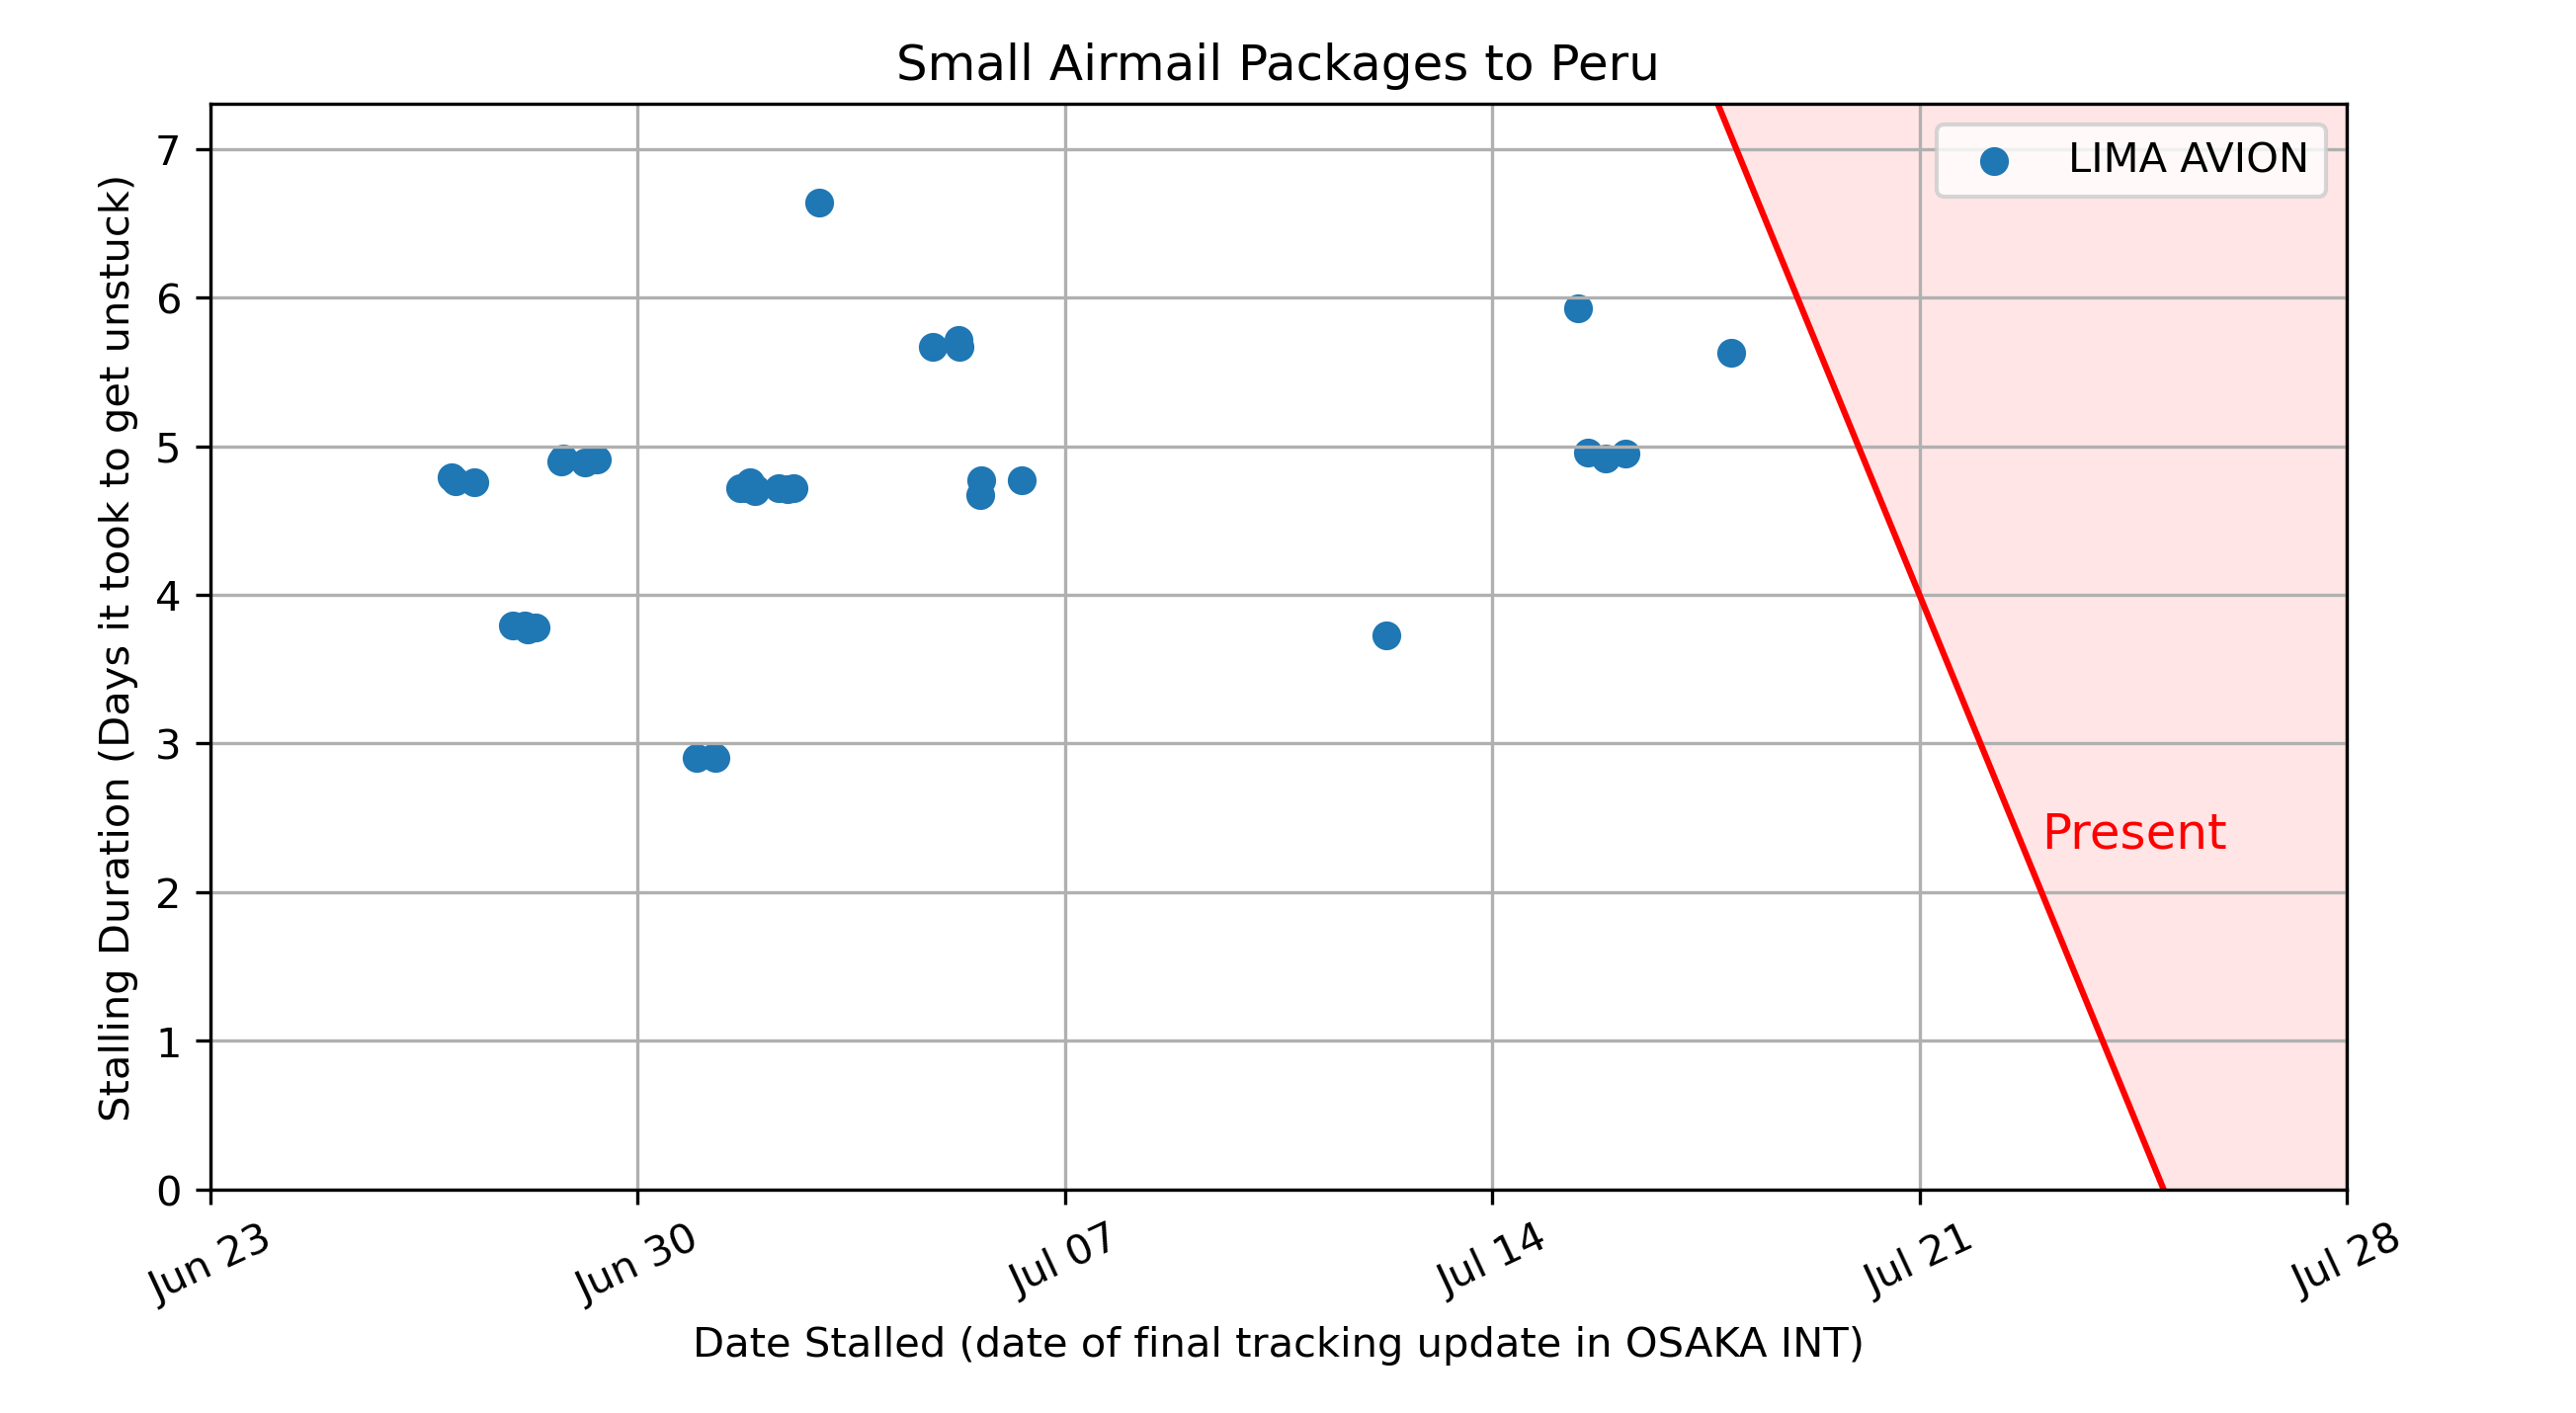 Small Airmail Packages to Peru
LIMA AVION
Stalling Duration (Days it took to get unstuck)
7
6
5
4
3
2
1
0
Present
Jun 23
Jun 30
Jul 07
Jul 14
Jul 21
Jul 28
Date Stalled (date of final tracking update in OSAKA INT)